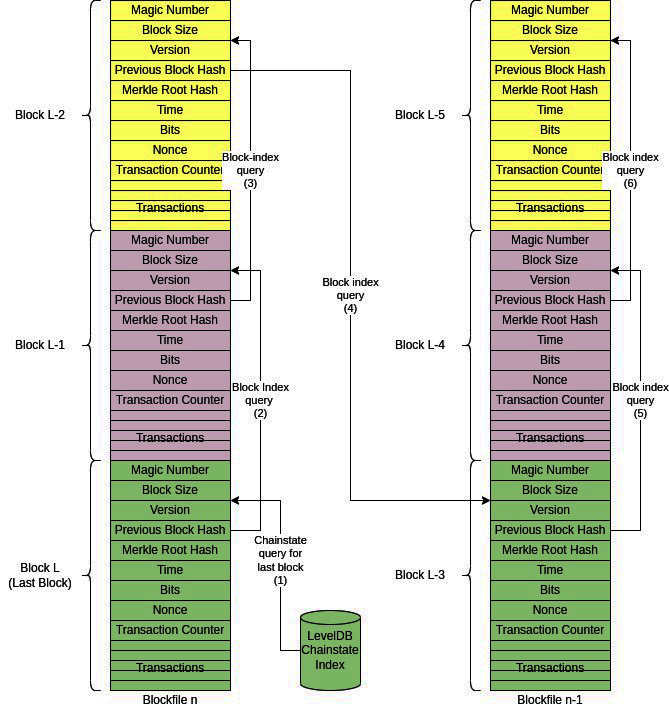 Block L-2
Magic Number
Block Size
Version
Previous Block Hash
Merkle Root Hash
Time
Bits
Nonce
Transaction Counter
Transactions
Block-index
query
(3)
Block L-1
Magic Number
Block Size
Version
Previous Block Hash
Merkle Root Hash
Time
Bits
Nonce
Transaction Counter
Transactions
Block Index
query
(2)
Block L
(Last Block)
Magic Number
Block Size
Version
Previous Block Hash
Merkle Root Hash
Time
Bits
Nonce
Transaction Counter
Transactions
Blockfile n
Chainstate
query for
last block
(1)
LevelDB
Chainstate
Index
Block index
query
(4)
Block L-5
Magic Number
Block Size
Version
Previous Block Hash
Merkle Root Hash
Time
Bits
Nonce
Transaction Counter
Transactions
Block index
query
(6)
Block L-4
Magic Number
Block Size
Version
Previous Block Hash
Merkle Root Hash
Time
Bits
Nonce
Transaction Counter
Transactions
Block index
query
(5)
Block L-3
Magic Number
Block Size
Version
Previous Block Hash
Merkle Root Hash
Time
Bits
Nonce
Transaction Counter
Transactions
Blockfile n-1